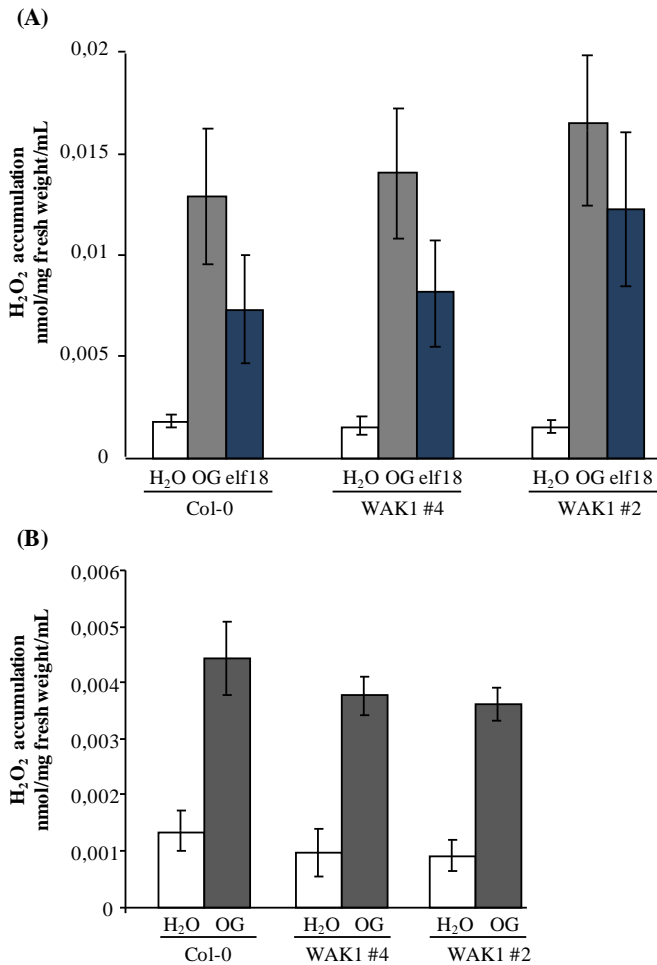 (A)
H₂O₂ accumulation
nmol/mg fresh weight/mL
0,02
0,015
0,01
0,005
0
H₂O OG elf18 H₂O OG elf18 H₂O OG elf18
Col-0 WAK1 #4 WAK1 #2
(B)
H₂O₂ accumulation
nmol/mg fresh weight/mL
0,006
0,005
0,004
0,003
0,002
0,001
0
H₂O OG H₂O OG H₂O OG
Col-0 WAK1 #4 WAK1 #2